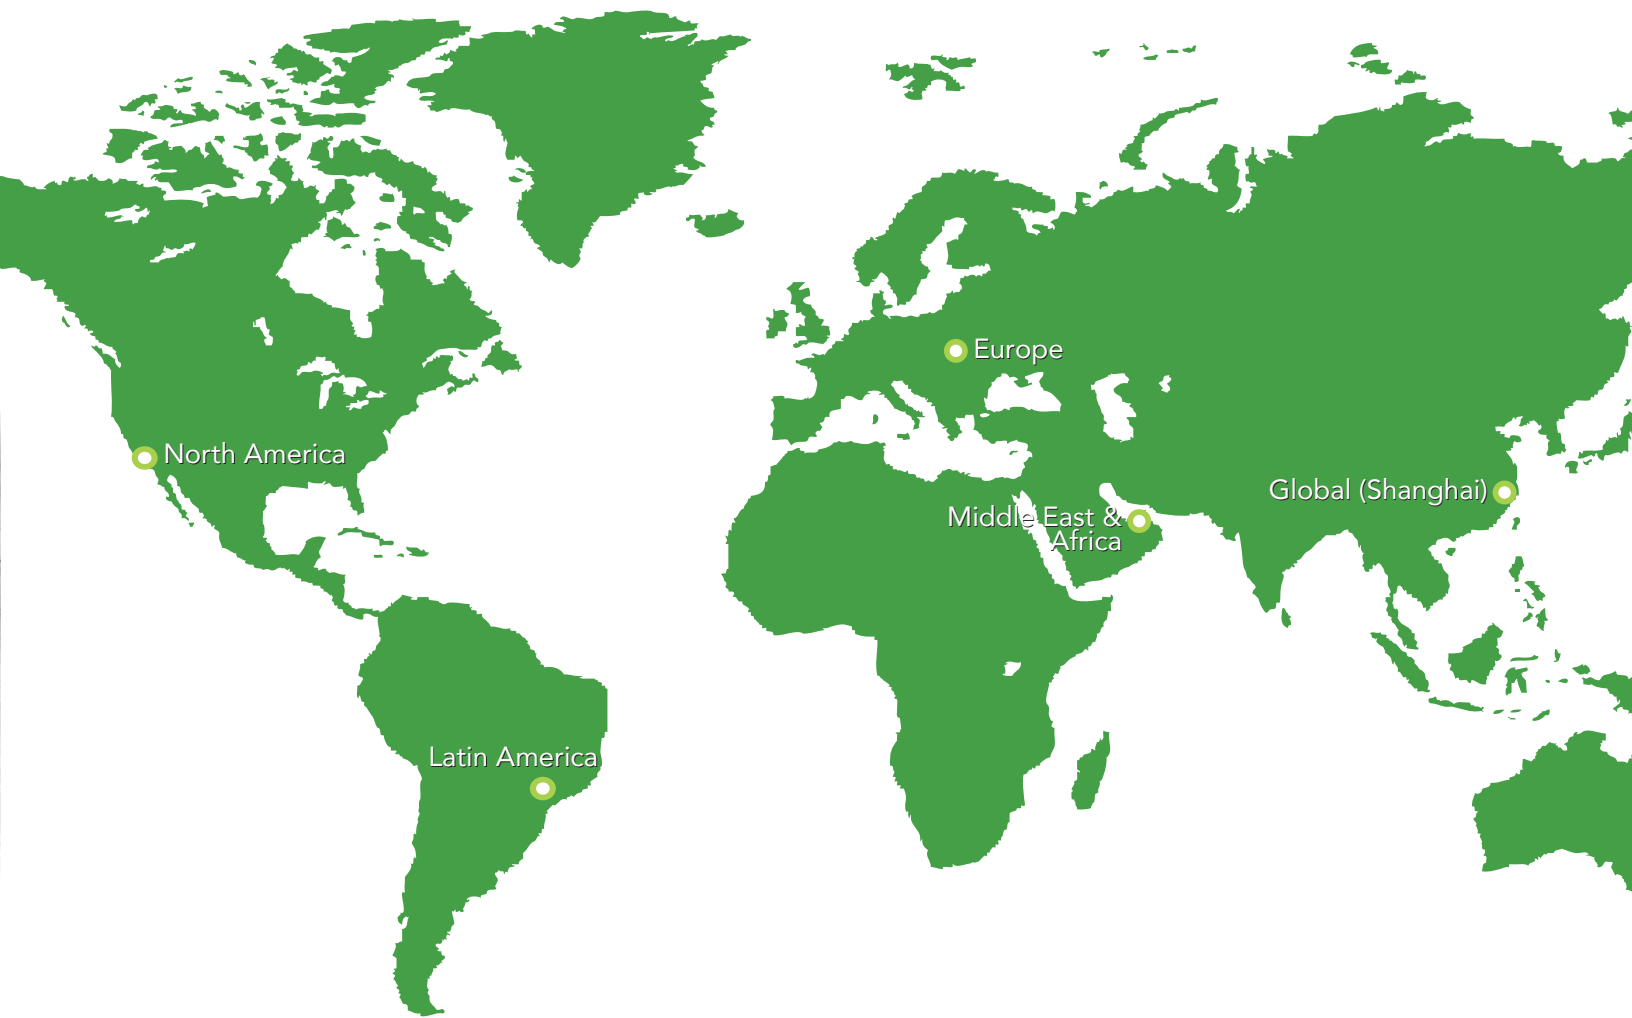 Europe
North America
Global (Shanghai)
Middle East &
Africa
Latin America